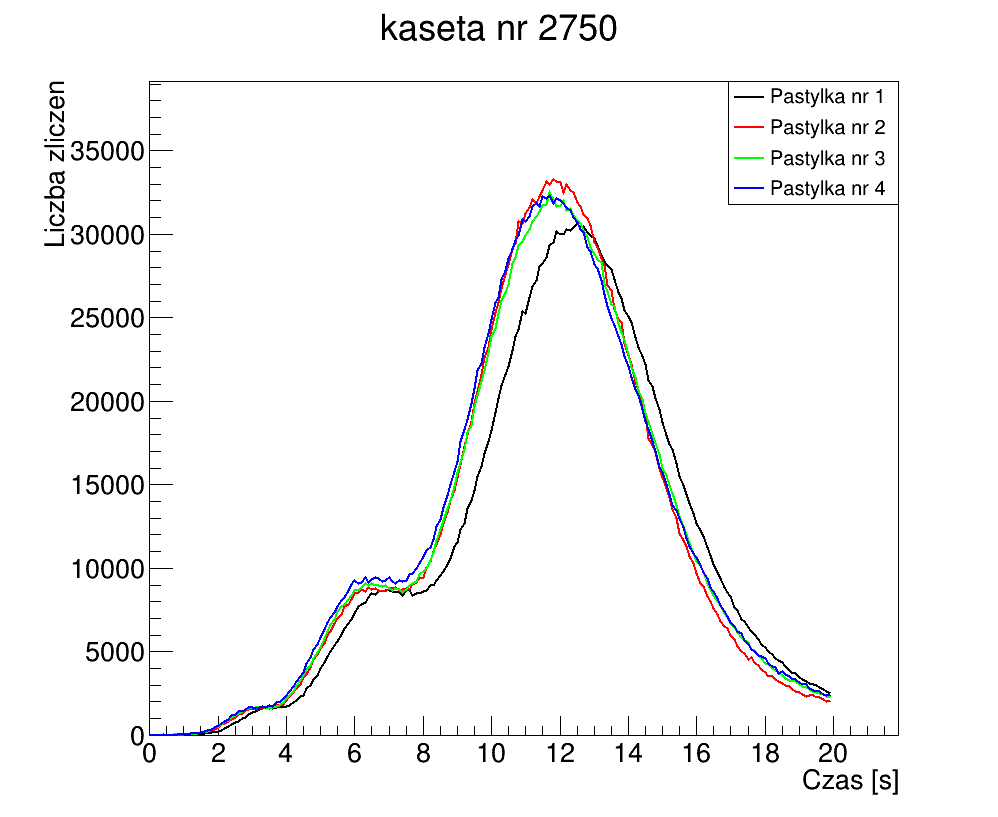 kaseta nr 2750
Liczba zliczen
Pastylka nr 1
Pastylka nr 2
Pastylka nr 3
Pastylka nr 4
35000
30000
25000
20000
15000
10000
5000
0
0 2 4 6 8 10 12 14 16 18 20
Czas [s]